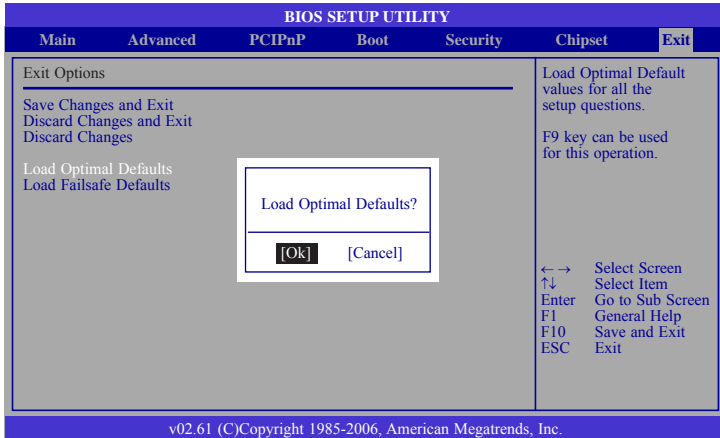 BIOS SETUP UTILITY
Main Advanced PCIPnP Boot Security Chipset Exit
Exit Options
Save Changes and Exit
Discard Changes and Exit
Discard Changes
Load Optimal Defaults
Load Failsafe Defaults
Load Optimal Defaults?
[Ok] [Cancel]
Load Optimal Default
values for all the
setup questions.
F9 key can be used
for this operation.
←→ Select Screen
↑↓ Select Item
Enter Go to Sub Screen
F1 General Help
F10 Save and Exit
ESC Exit
v02.61 (C)Copyright 1985-2006, American Megatrends, Inc.